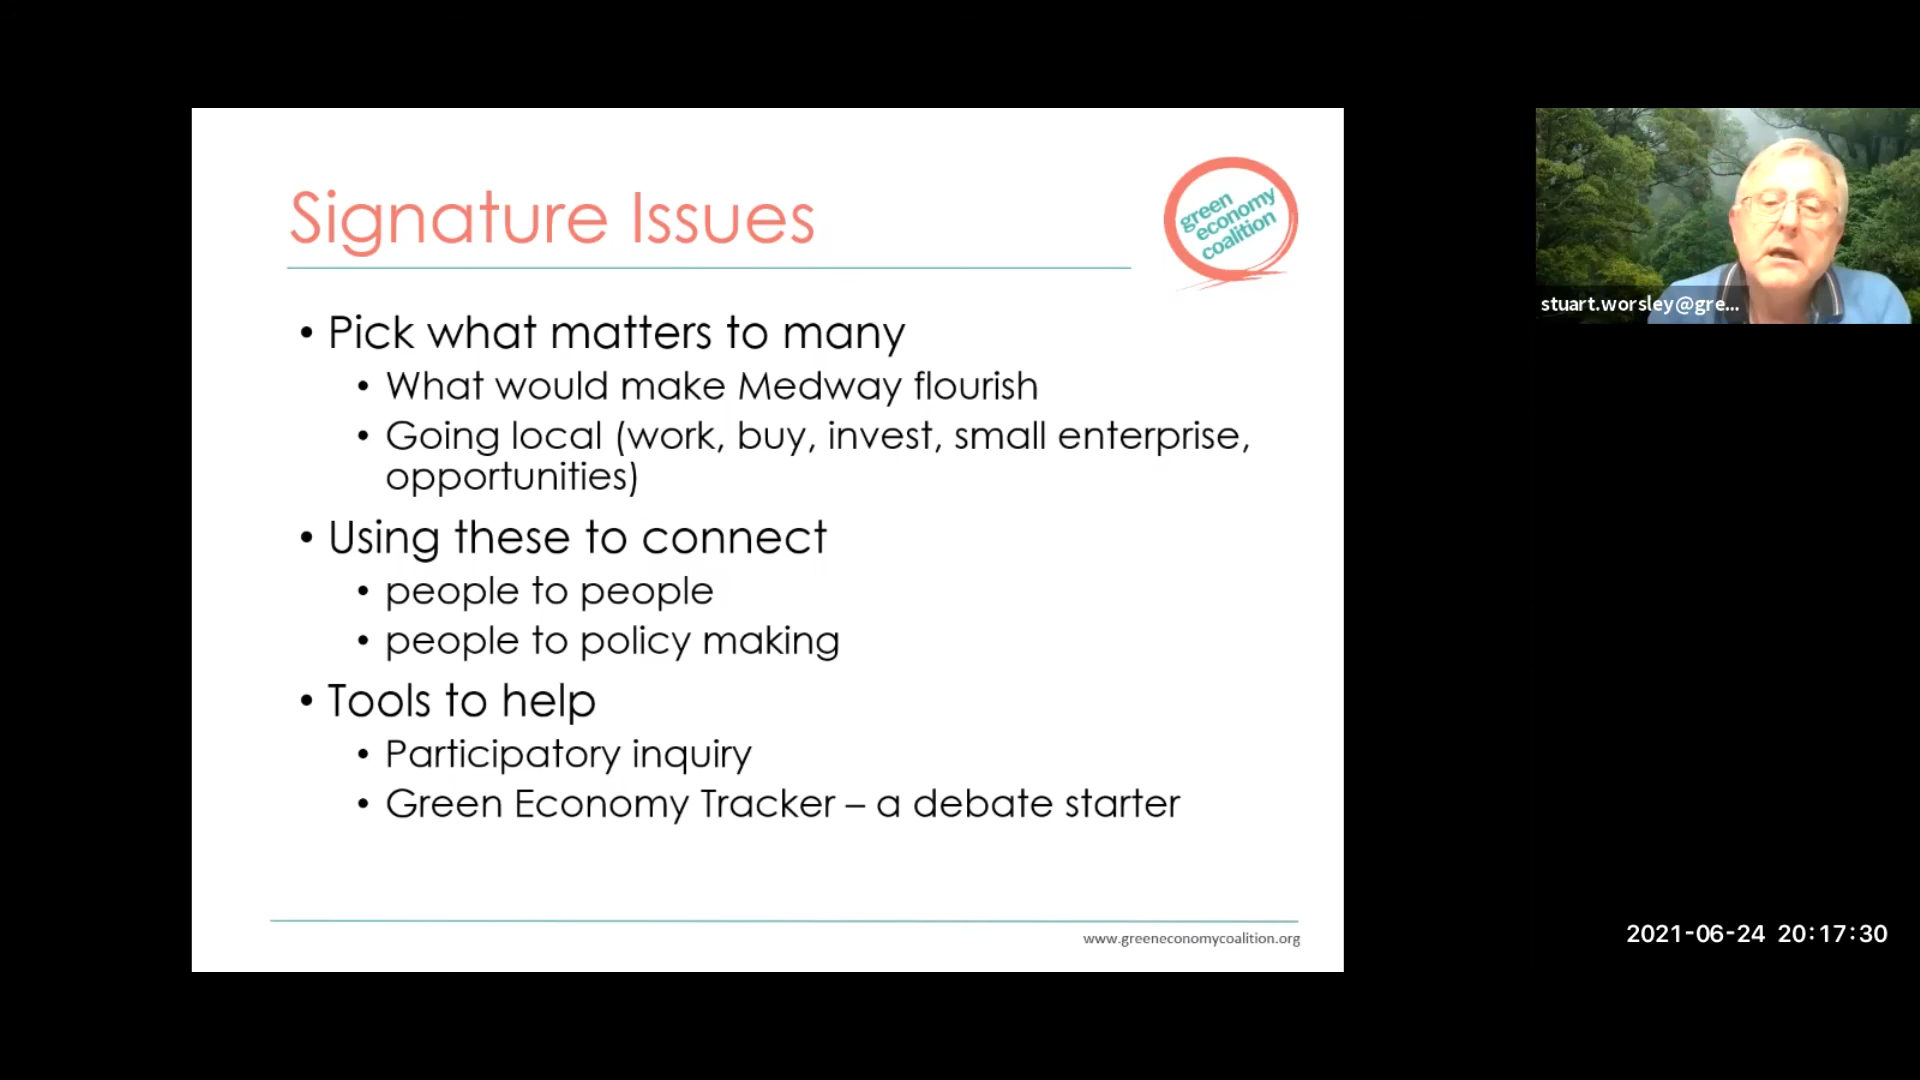 Signature Issues
green
economy
coalition
• Pick what matters to many
• What would make Medway flourish
• Going local (work, buy, invest, small enterprise,
opportunities)
• Using these to connect
• people to people
• people to policy making
• Tools to help
• Participatory inquiry
• Green Economy Tracker – a debate starter
www.greeneconomycoalition.org
stuart.worsley@gre...
2021-06-24 20:17:30